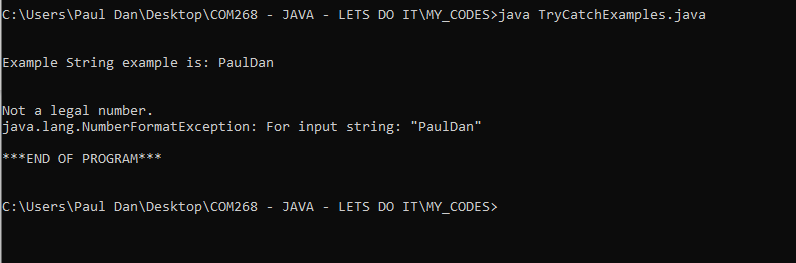 C:\Users\Paul Dan\Desktop\COM268 - JAVA - LETS DO IT\MY_CODES>java TryCatchExamples.java
Example String example is: PaulDan
Not a legal number.
java.lang.NumberFormatException: For input string: "PaulDan"
***END OF PROGRAM***
C:\Users\Paul Dan\Desktop\COM268 - JAVA - LETS DO IT\MY_CODES>